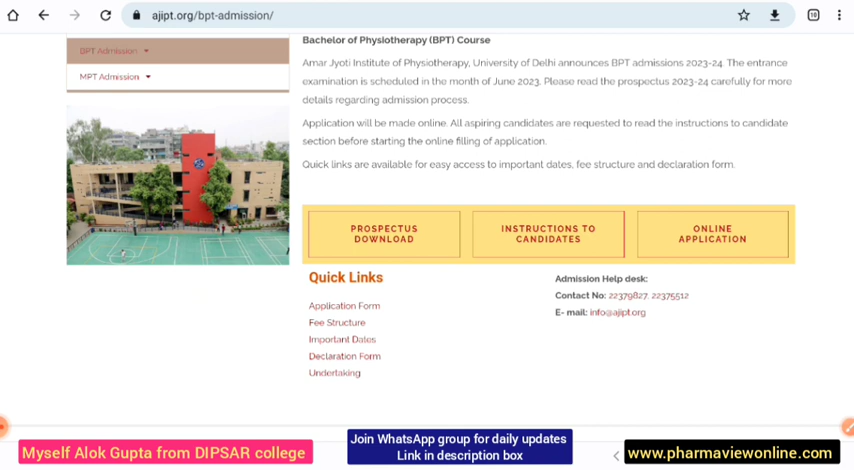 ajipt.org/bpt-admission/
10
BPT Admission
MPT Admission
Bachelor of Physiotherapy (BPT) Course
Amar Jyoti Institute of Physiotherapy, University of Delhi announces BPT admissions 2023-24. The entrance
examination is scheduled in the month of June 2023. Please read the prospectus 2023-24 carefully for more
details regarding admission process.
Application will be made online. All aspiring candidates are requested to read the instructions to candidate
section before starting the online filling of application.
Quick links are available for easy access to important dates, fee structure and declaration form.
PROSPECTUS
DOWNLOAD
INSTRUCTIONS TO
CANDIDATES
ONLINE
APPLICATION
Quick Links
Application Form
Fee Structure
Important Dates
Declaration Form
Undertaking
Admission Help desk:
Contact No: 22379827, 22375512
E- mail: info@ajipt.org
Myself Alok Gupta from DIPSAR college
Join WhatsApp group for daily updates
Link in description box
www.pharmaviewonline.com